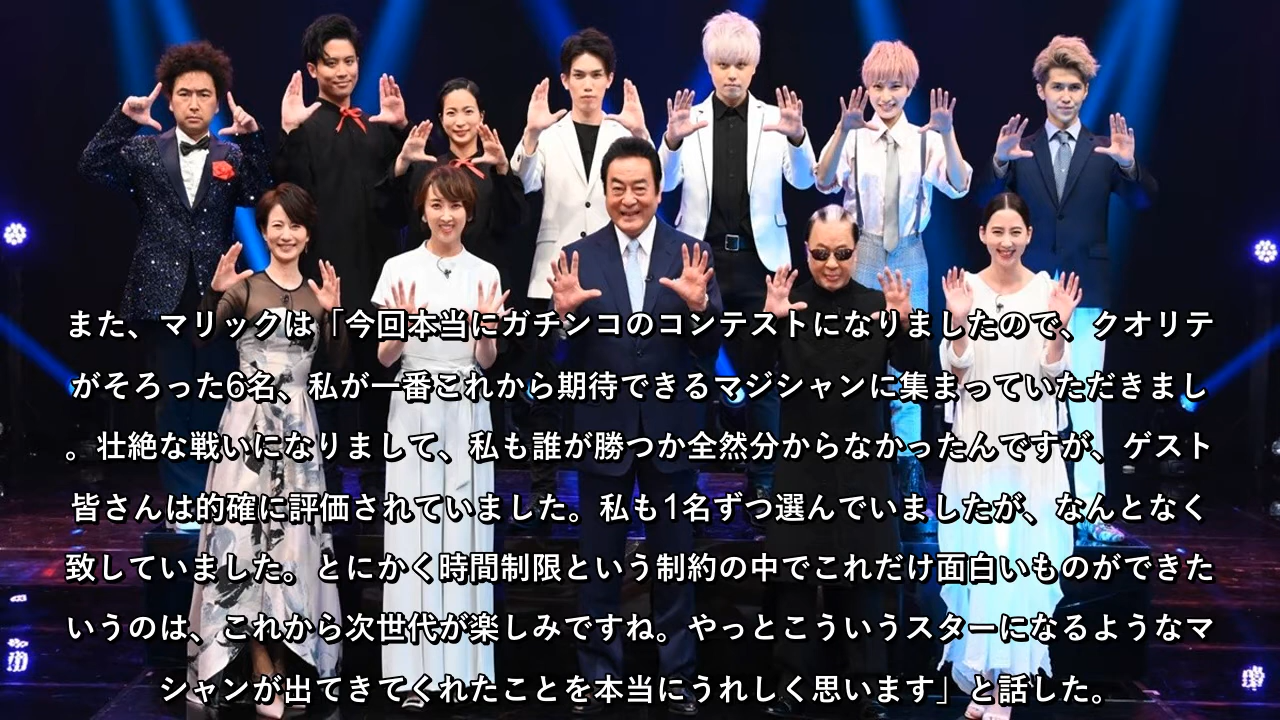 また、マリックは「今回本当にガチンコのコンテストになりましたので、クオリテ
がそろった6名、私が一番これから期待できるマジシャンに集まっていただきまし
。壮絶な戦いになりまして、私も誰が勝つか全然分からなかったんですが、ゲスト
皆さんは的確に評価されていました。私も1名ずつ選んでいましたが、なんとなく
致していました。とにかく時間制限という制約の中でこれだけ面白いものができた
いうのは、これから次世代が楽しみですね。やっとこういうスターになるようなマ
シャンが出てきてくれたことを本当にうれしく思います」と話した。